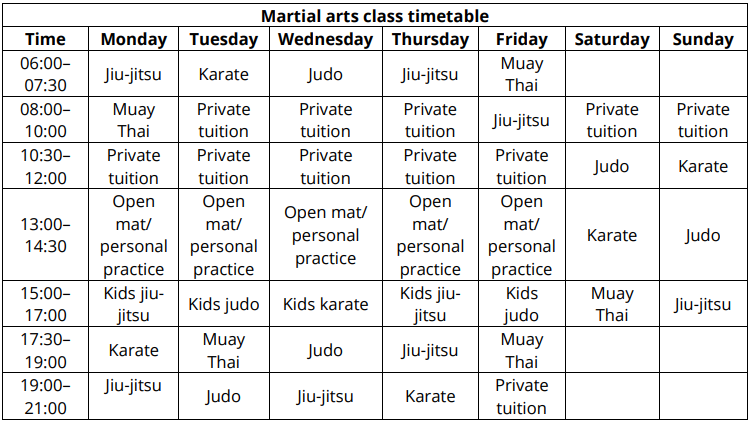 Martial arts class timetable
Time Monday Tuesday Wednesday Thursday Friday Saturday Sunday
06:00–
07:30
Jiu-jitsu
Karate
Judo
Jiu-jitsu
Muay
Thai
08:00–
10:00
Muay
Thai
Private
tuition
Private
tuition
Private
tuition
Jiu-jitsu
Private
tuition
Private
tuition
10:30–
12:00
Private
tuition
Private
tuition
Private
tuition
Private
tuition
Private
tuition
Judo
Karate
13:00–
14:30
Open
mat/
personal
practice
Open
mat/
personal
practice
Open mat/
personal
practice
Open
mat/
personal
practice
Open
mat/
personal
practice
Karate
Judo
15:00–
17:00
Kids jiu-
jitsu
Kids judo
Kids karate
Kids jiu-
jitsu
Kids
judo
Muay
Thai
Jiu-jitsu
17:30–
19:00
Karate
Muay
Thai
Judo
Jiu-jitsu
Muay
Thai
19:00–
21:00
Jiu-jitsu
Judo
Jiu-jitsu
Karate
Private
tuition